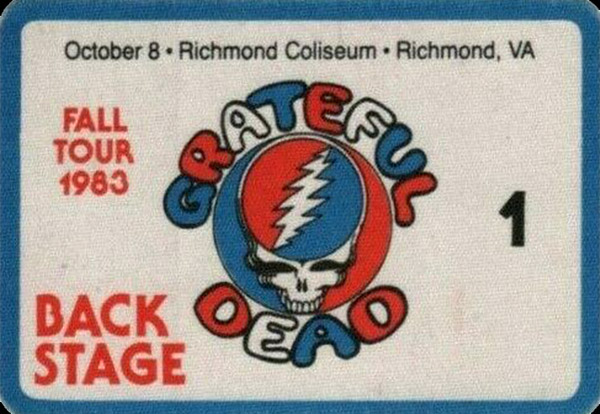 October 8 • Richmond Coliseum • Richmond, VA
FALL
TOUR
1983
GRATEFUL
DEAD
1
BACK
STAGE